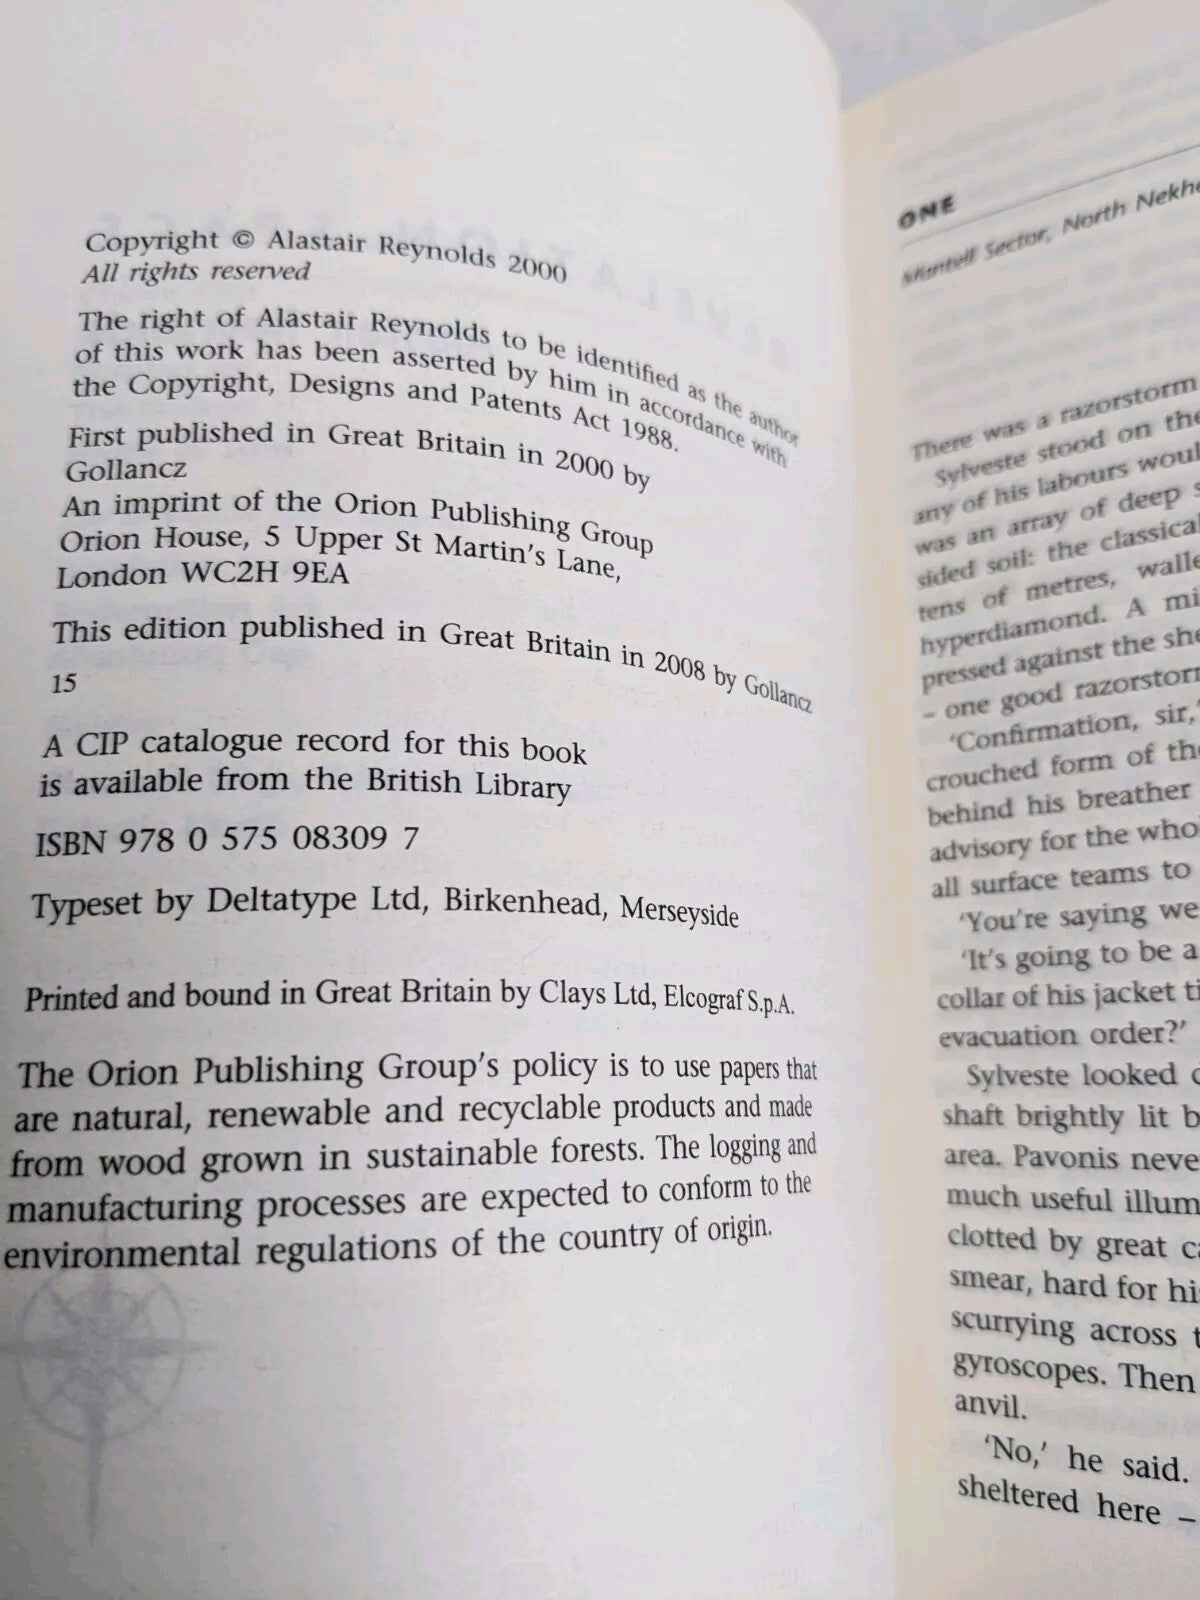 Copyright © Alastair Reynolds 2000
All rights reserved
The right of Alastair Reynolds to be identified as the author
of this work has been asserted by him in accordance with
the Copyright, Designs and Patents Act 1988.
First published in Great Britain in 2000 by
Gollancz
An imprint of the Orion Publishing Group
Orion House, 5 Upper St Martin's Lane,
London WC2H 9EA
This edition published in Great Britain in 2008 by Gollancz
15
A CIP catalogue record for this book
is available from the British Library
ISBN 978 0 575 08309 7
Typeset by Deltatype Ltd, Birkenhead, Merseyside
Printed and bound in Great Britain by Clays Ltd, Elcograf S.p.A.
The Orion Publishing Group's policy is to use papers that
are natural, renewable and recyclable products and made
from wood grown in sustainable forests. The logging and
manufacturing processes are expected to conform to the
environmental regulations of the country of origin.
ONE
Mantell Sector, North Nekhe
There was a razorstorm
Sylveste stood on the
any of his labours woul
was an array of deep s
sided soil: the classical
tens of metres, walle
hyperdiamond. A mi
pressed against the she
– one good razorstorm
'Confirmation, sir,'
crouched form of the
behind his breather
advisory for the who
all surface teams to
'You're saying we
'It's going to be a
collar of his jacket ti
evacuation order?'
Sylveste looked
shaft brightly lit b
area. Pavonis neve
much useful illum
clotted by great ca
smear, hard for his
scurrying across t
gyroscopes. Then
anvil.
'No,' he said.
sheltered here –